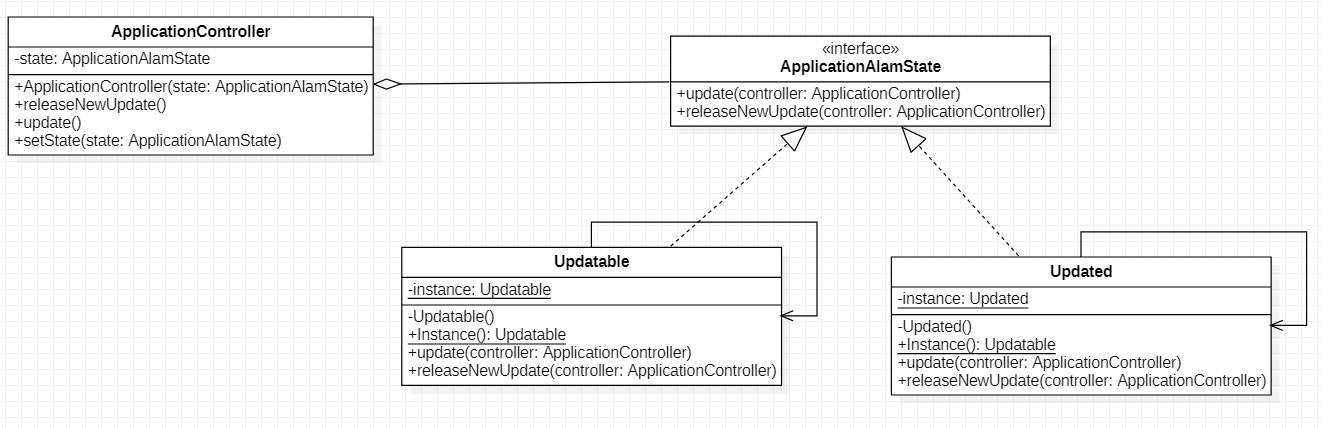 ApplicationController
-state: ApplicationAlamState
+ApplicationController(state: ApplicationAlamState)
+releaseNewUpdate()
+update()
+setState(state: ApplicationAlamState)
«interface»
ApplicationAlamState
+update(controller: ApplicationController)
+releaseNewUpdate(controller: ApplicationController)
Updatable
-instance: Updatable
-Updatable()
+Instance(): Updatable
+update(controller: ApplicationController)
+releaseNewUpdate(controller: ApplicationController)
Updated
-instance: Updated
-Updated()
+Instance(): Updatable
+update(controller: ApplicationController)
+releaseNewUpdate(controller: ApplicationController)